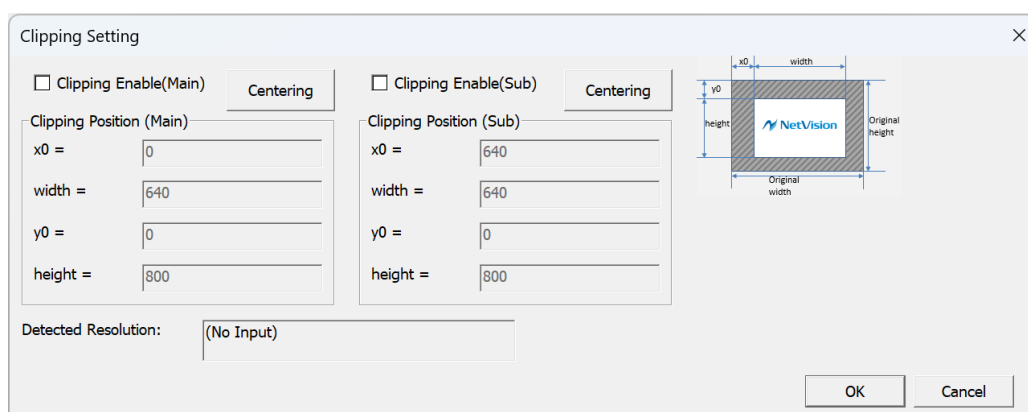 Clipping Setting
Clipping Enable(Main)
Centering
Clipping Position (Main)
x0 =
0
width =
640
y0 =
0
height =
800
Clipping Enable(Sub)
Centering
Clipping Position (Sub)
x0 =
640
width =
640
y0 =
0
height =
800
x0
width
y0
height
NetVision
Original
height
Original
width
Detected Resolution:
(No Input)
OK
Cancel